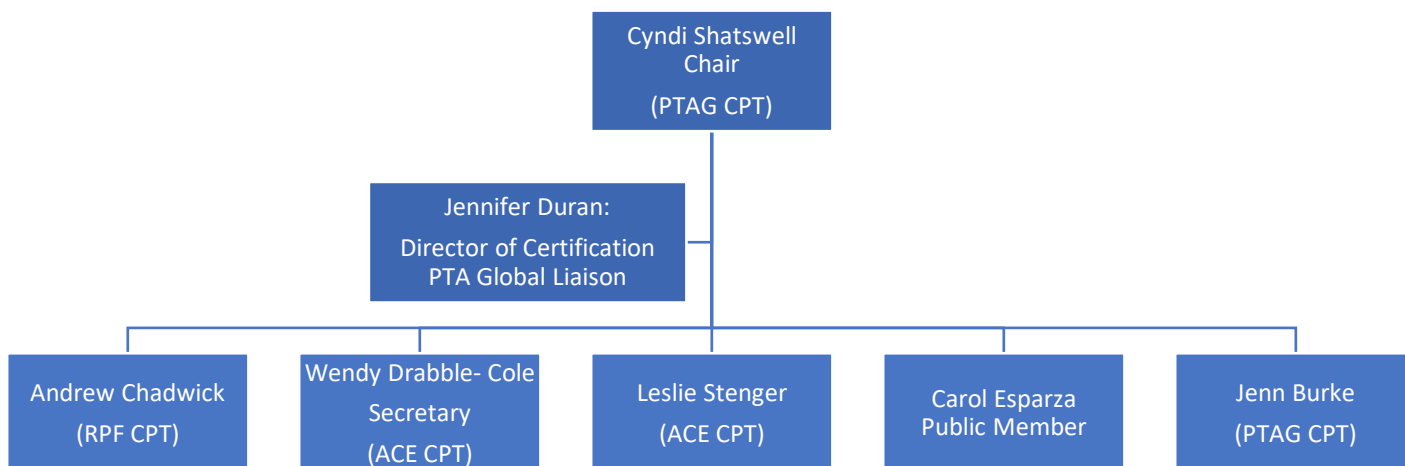 Cyndi Shatswell
Chair
(PTAG CPT)
Jennifer Duran:
Director of Certification
PTA Global Liaison
Andrew Chadwick
(RPF CPT)
Wendy Drabble- Cole
Secretary
(ACE CPT)
Leslie Stenger
(ACE CPT)
Carol Esparza
Public Member
Jenn Burke
(PTAG CPT)